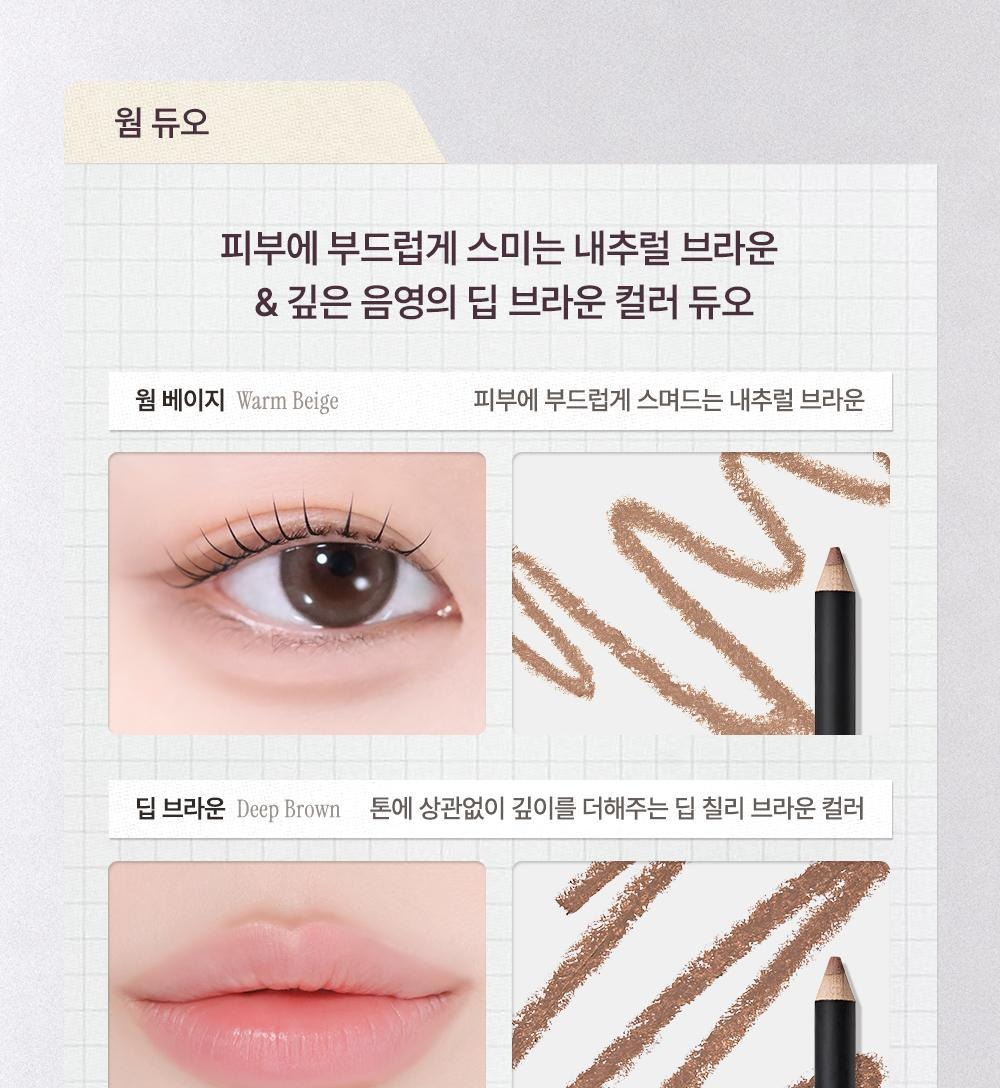 웜 듀오
피부에 부드럽게 스미는 내추럴 브라운
& 깊은 음영의 딥 브라운 컬러 듀오
웜 베이지 Warm Beige 피부에 부드럽게 스며드는 내추럴 브라운
딥 브라운 Deep Brown 톤에 상관없이 깊이를 더해주는 딥 칠리 브라운 컬러